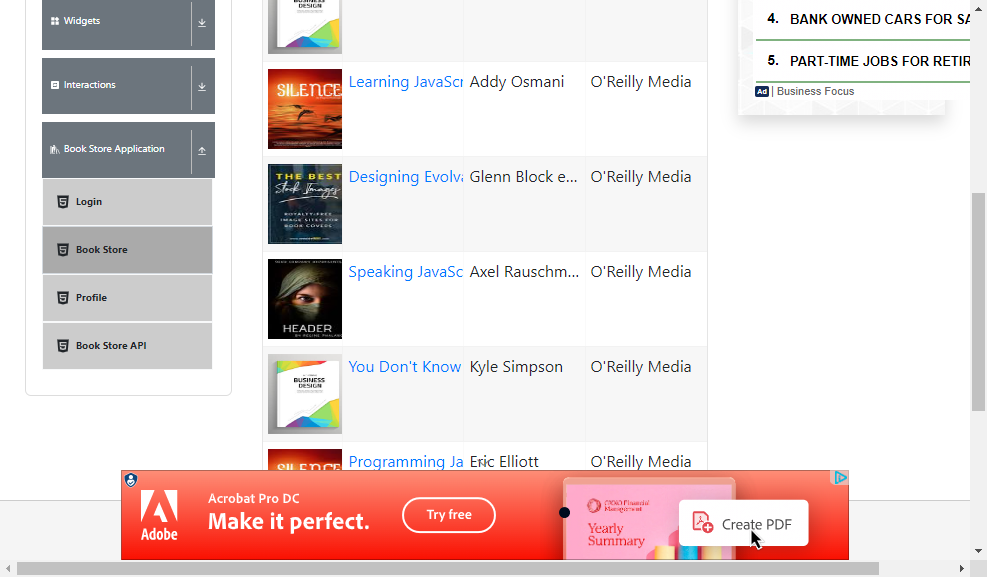 Widgets
Interactions
Book Store Application
Login
Book Store
Profile
Book Store API
BUSINESS
DESIGN
SILENCE
Learning JavaScr
Addy Osmani
O'Reilly Media
THE BEST
Stock Images
ROYALTY-FREE
IMAGE SITES FOR
BOOK COVERS
Designing Evolva
Glenn Block e...
O'Reilly Media
HEADER
Speaking JavaSc
Axel Rauschm...
O'Reilly Media
BUSINESS
DESIGN
You Don't Know
Kyle Simpson
O'Reilly Media
SILENCE
Programming Ja
Eric Elliott
O'Reilly Media
4. BANK OWNED CARS FOR SA
5. PART-TIME JOBS FOR RETIR
Ad | Business Focus
Adobe
Acrobat Pro DC
Make it perfect.
Try free
Financial
Management
Yearly
Summary
Create PDF